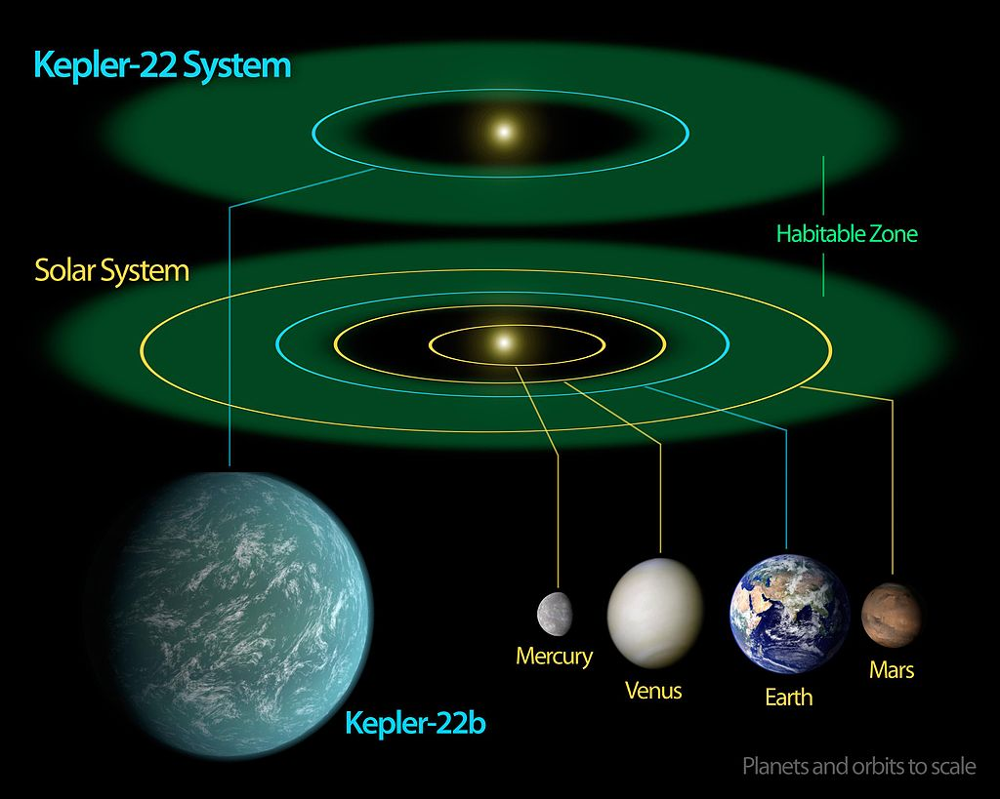 Kepler-22 System
Habitable Zone
Solar System
Mercury
Venus
Earth
Mars
Kepler-22b
Planets and orbits to scale